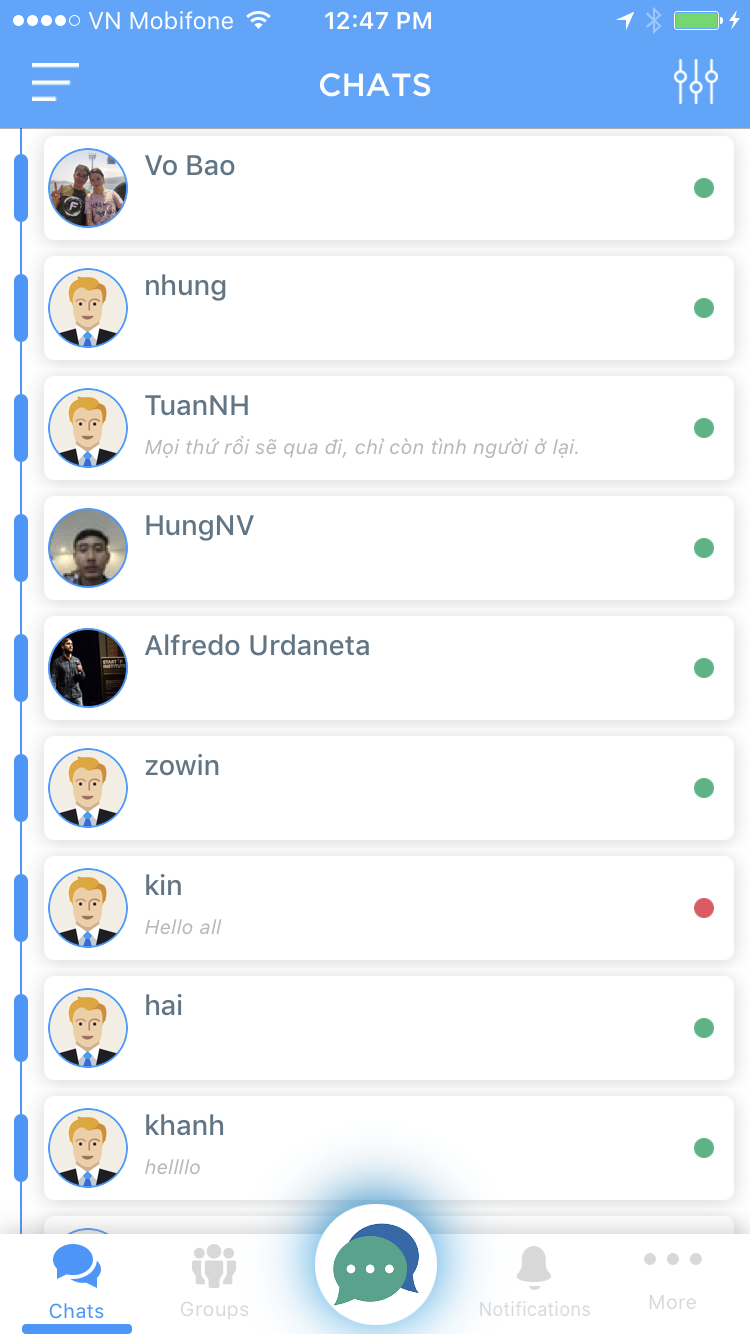 VN Mobifone 12:47 PM
CHATS
Vo Bao
nhung
TuanNH
Mọi thứ rồi sẽ qua đi, chỉ còn tình người ở lại.
HungNV
Alfredo Urdaneta
zowin
kin
Hello all
hai
khanh
hellllo
Chats
Groups
Notifications
More